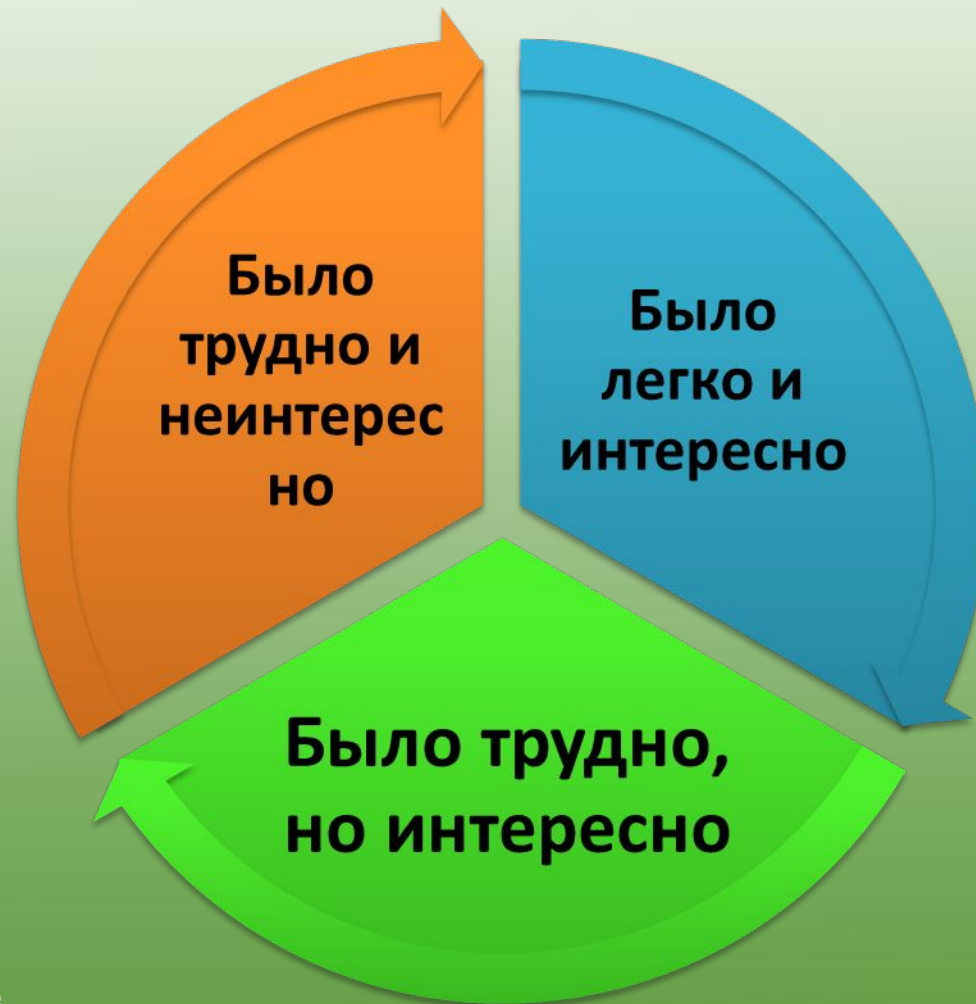 Было
трудно и
неинтерес
но
Было
легко и
интересно
Было трудно,
но интересно